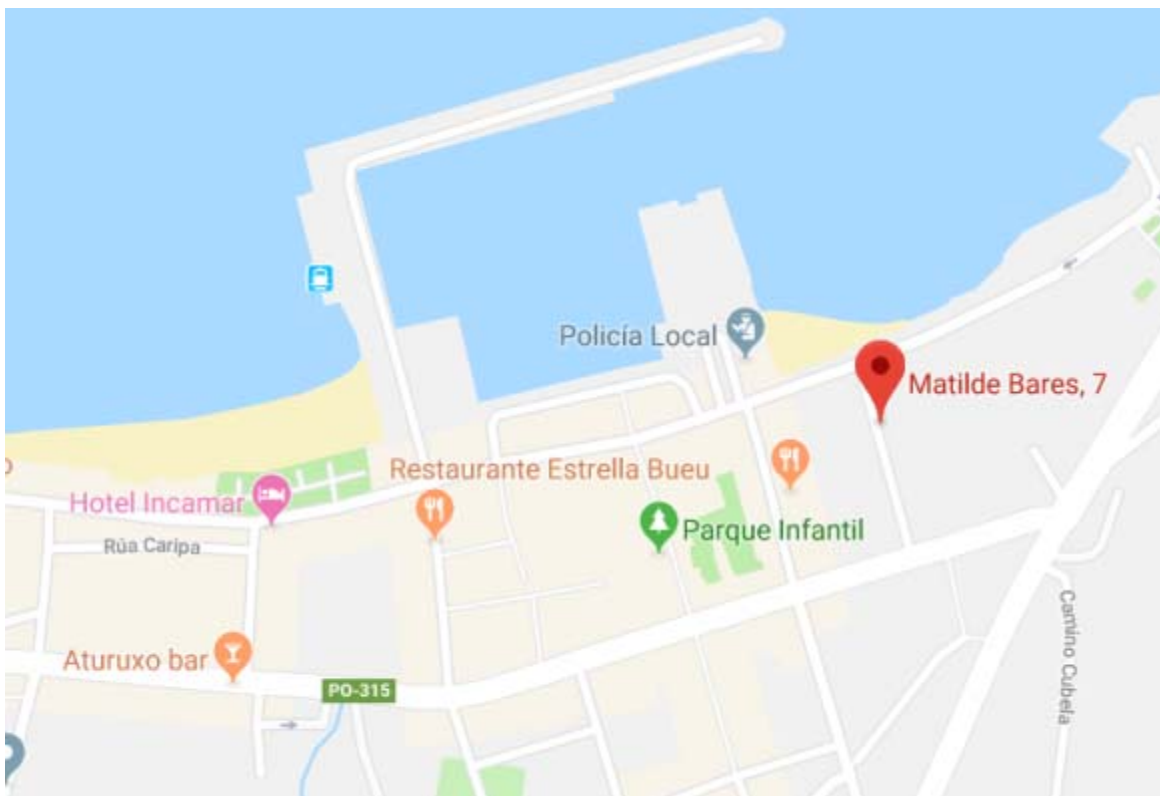 Policía Local
Matilde Bares, 7
Restaurante Estrella Bueu
Hotel Incamar
Parque Infantil
Rúa Caripa
Aturuxo bar
PO-315
Camino Cubela